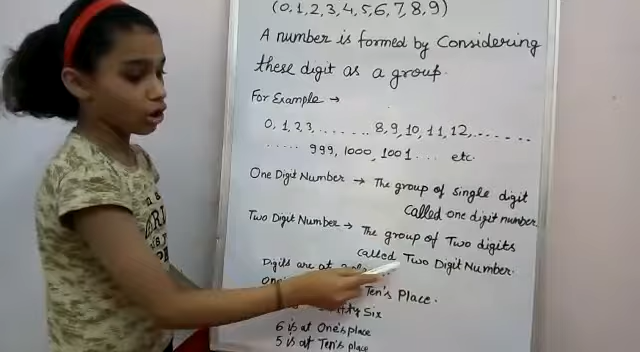 (0,1,2,3,4,5,6,7,8,9)
A number is formed by Considering
these digit as a group.
For Example →
0, 1, 2, 3, ....... 8, 9, 10, 11, 12, .......
..... 999, 1000, 1001 ... etc.
One Digit Number → The group of single digit
called one digit number
Two Digit Number → The group of Two digits
called Two Digit Number.
Digits are at
Ten's Place.
Six
6 is at One's place
5 is at Ten's place